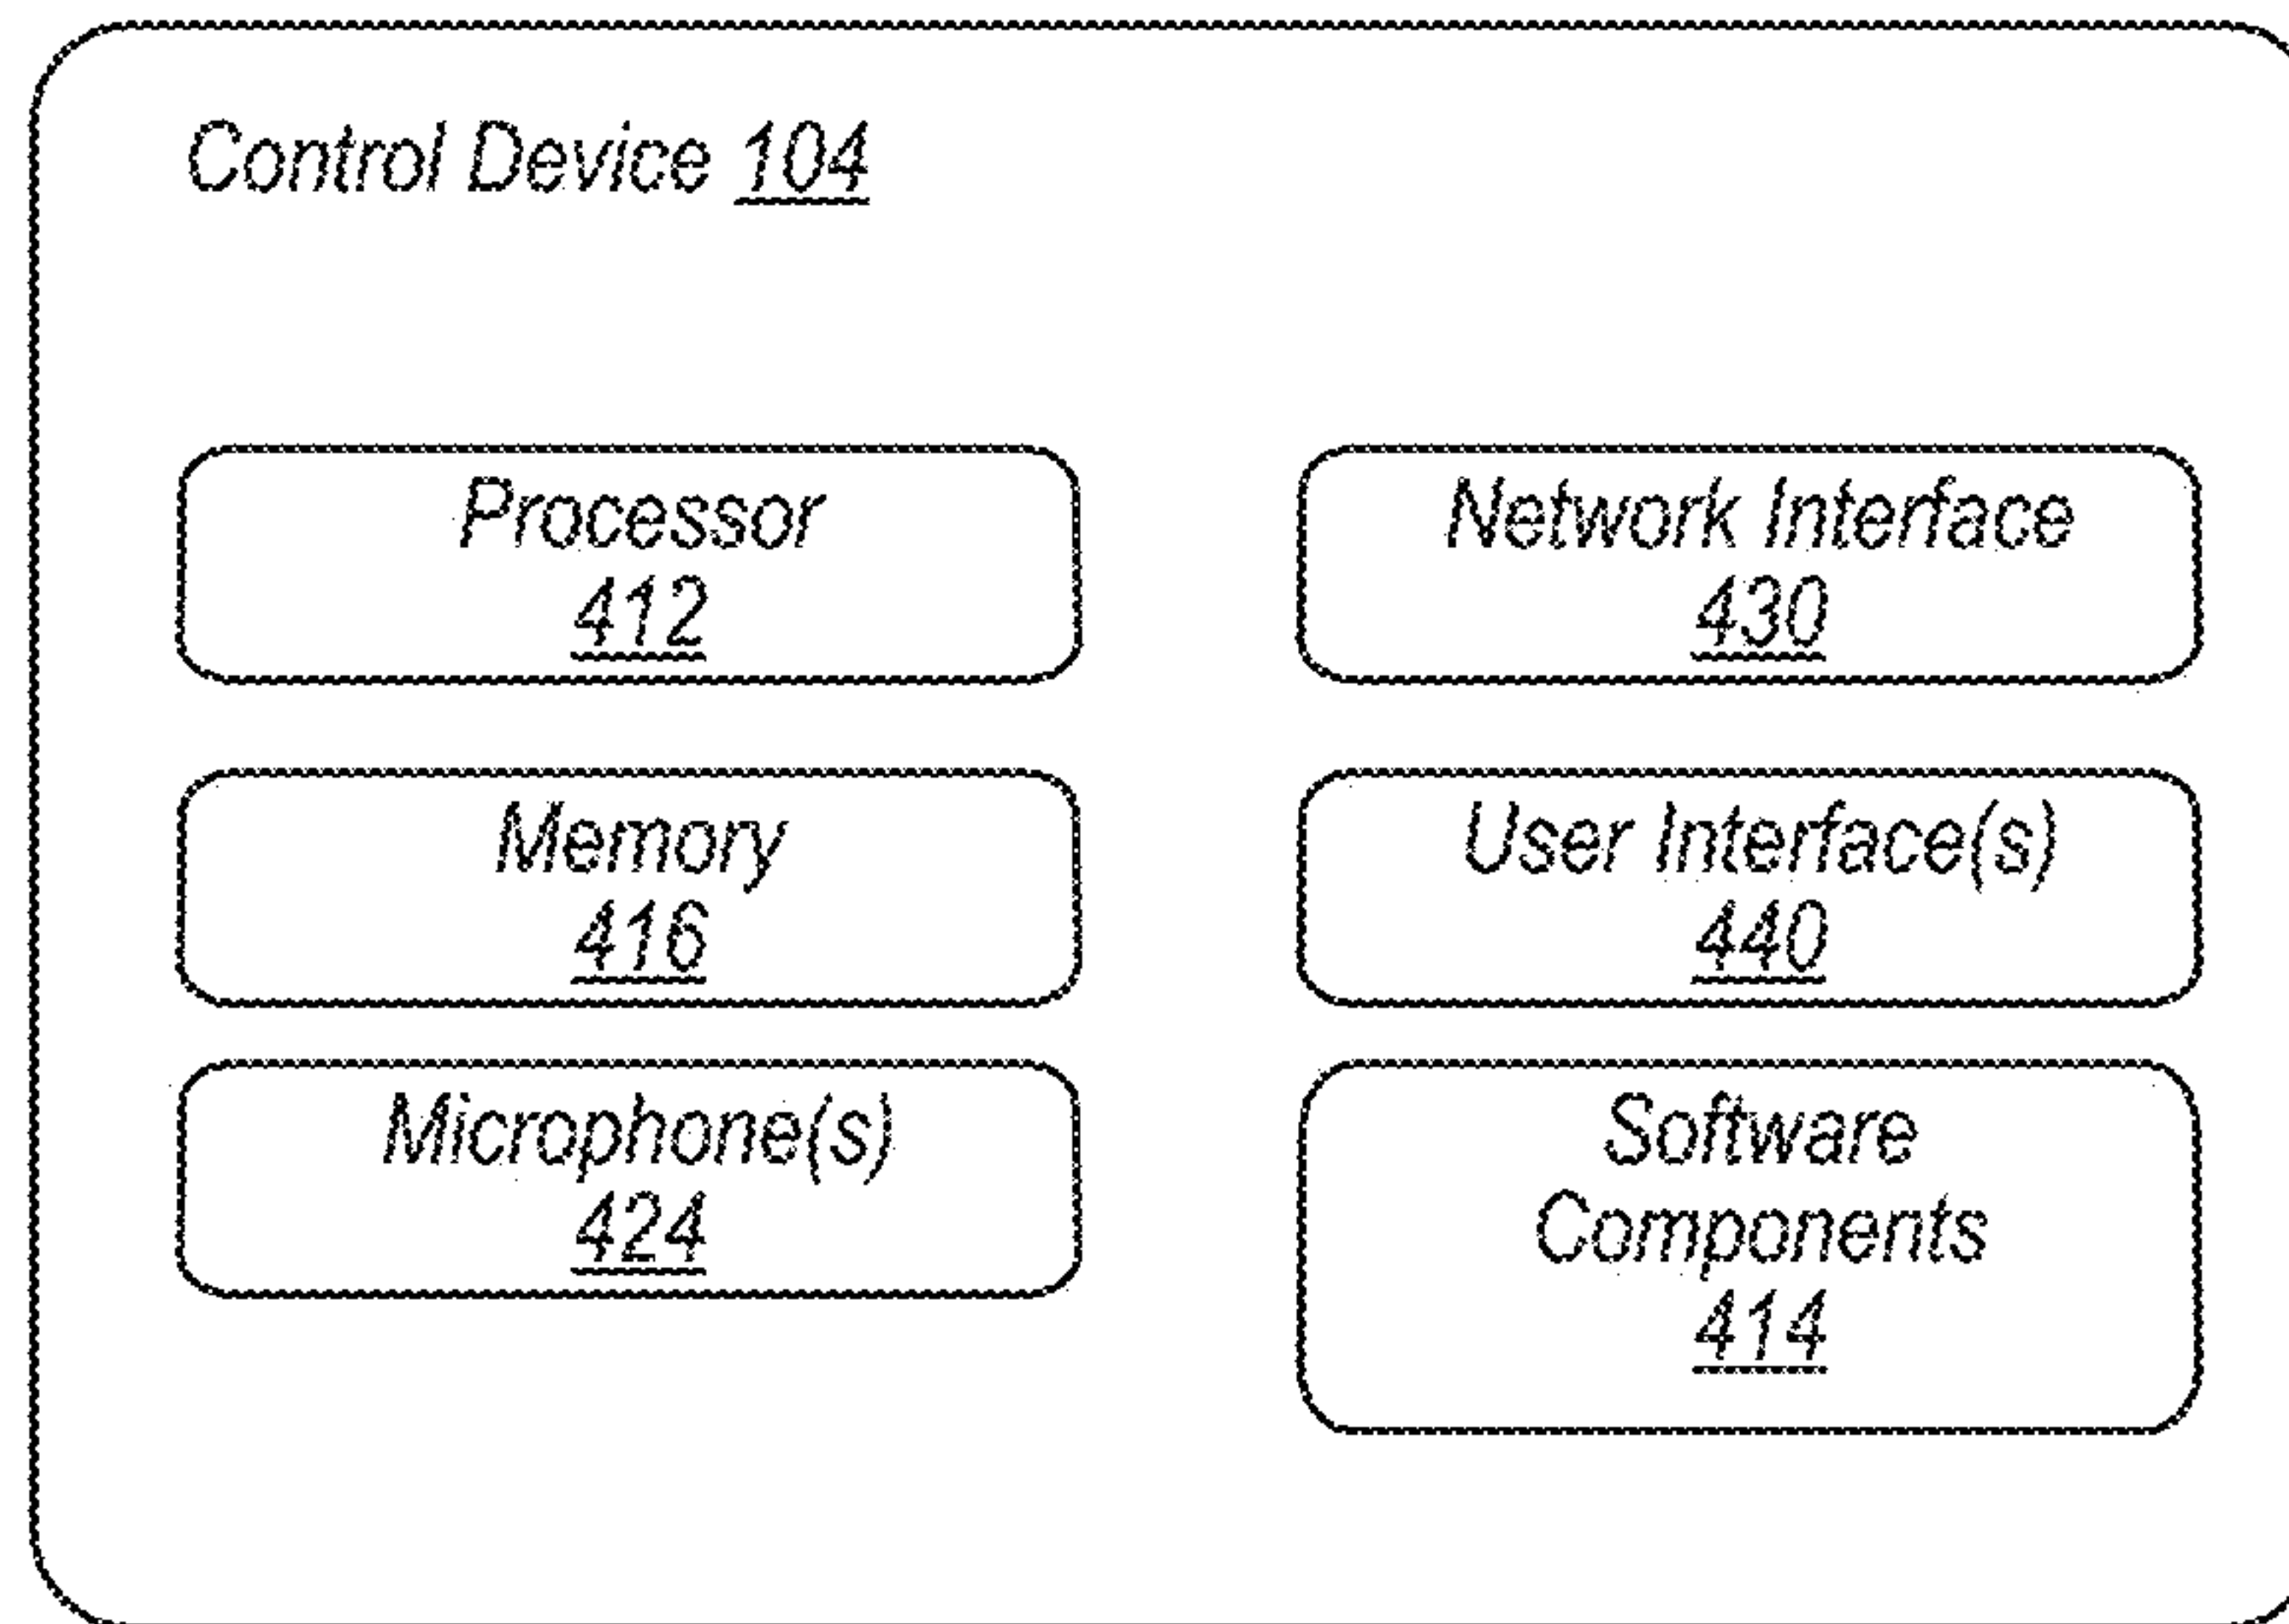 Control Device 104
Processor
412
Network Interface
430
Memory
416
User Interface(s)
440
Microphone(s)
424
Software
Components
414